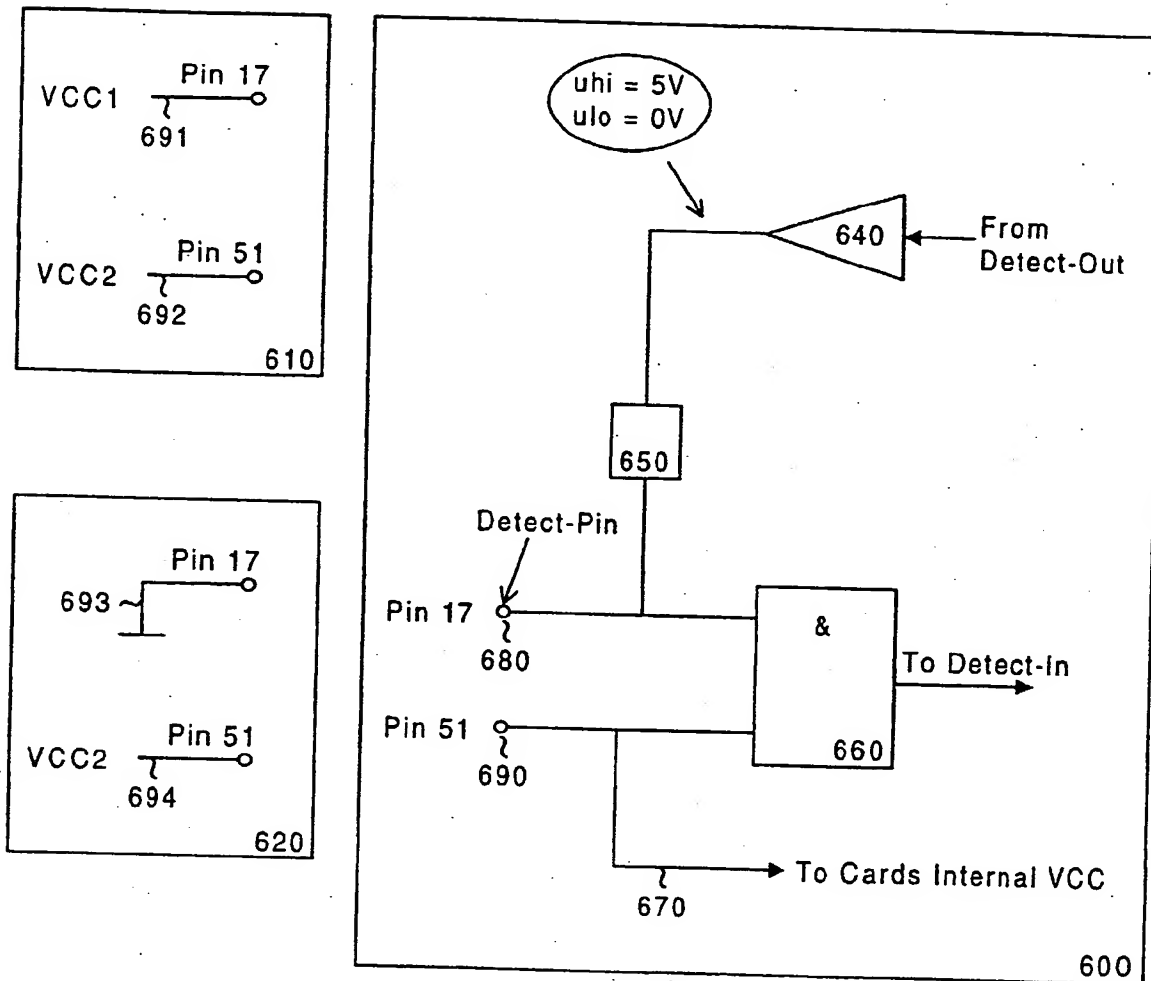 Pin 17
VCC1
691
Pin 51
VCC2
692
610
Pin 17
693
Pin 51
VCC2
694
620
uhi = 5V
ulo = 0V
640
From
Detect-Out
650
Detect-Pin
Pin 17
680
&
To Detect-In
Pin 51
690
660
To Cards Internal VCC
670
600